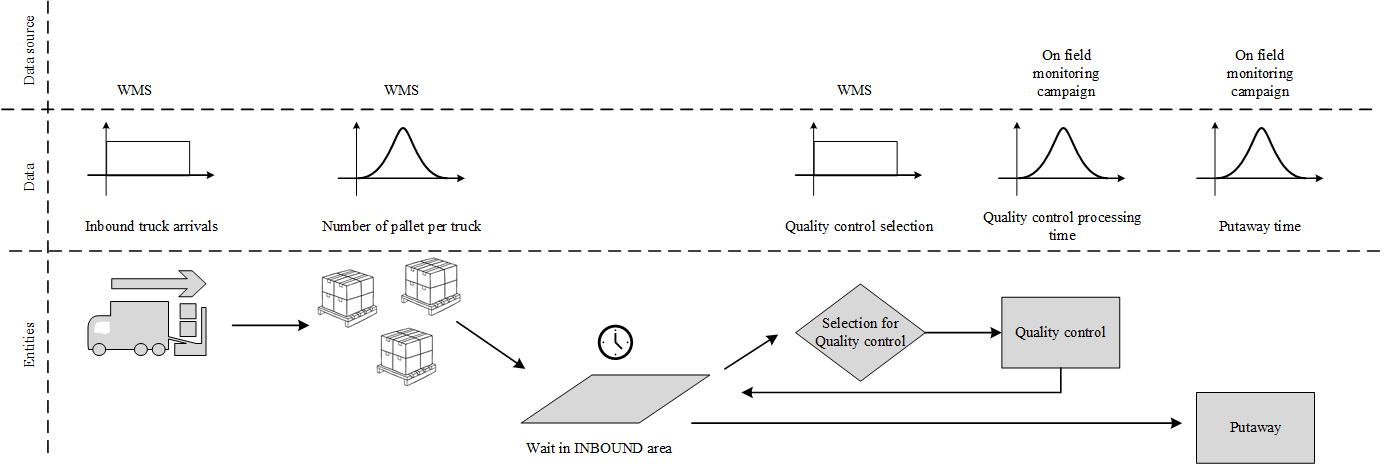 Data source
WMS
WMS
WMS
On field
monitoring
campaign
On field
monitoring
campaign
Data
Inbound truck arrivals
Number of pallet per truck
Quality control selection
Quality control processing
time
Putaway time
Entities
Selection for
Quality control
Quality control
Wait in INBOUND area
Putaway